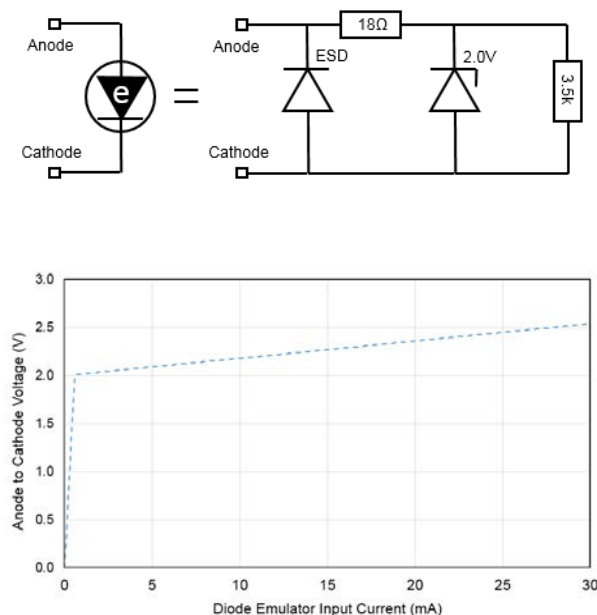 Anode
Cathode
e
=
Anode
Cathode
18Ω
ESD
2.0V
3.5k
3.0
2.5
2.0
1.5
1.0
0.5
0.0
Anode to Cathode Voltage (V)
0 5 10 15 20 25 30
Diode Emulator Input Current (mA)